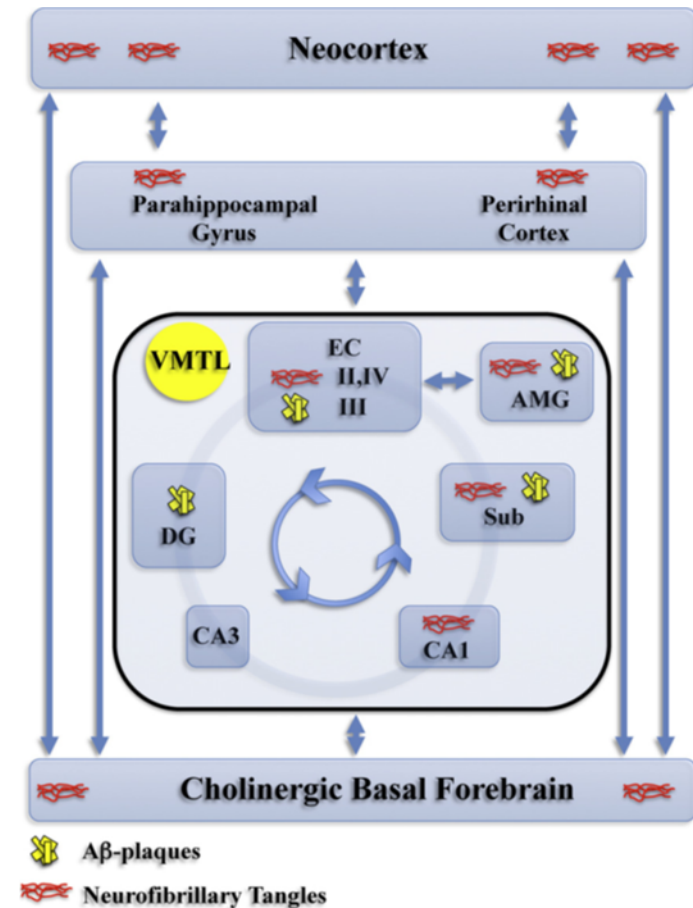 Neocortex
Parahippocampal
Gyrus
Perirhinal
Cortex
VMTL
EC
II,IV
III
AMG
DG
Sub
CA3
CA1
Cholinergic Basal Forebrain
Aβ-plaques
Neurofibrillary Tangles